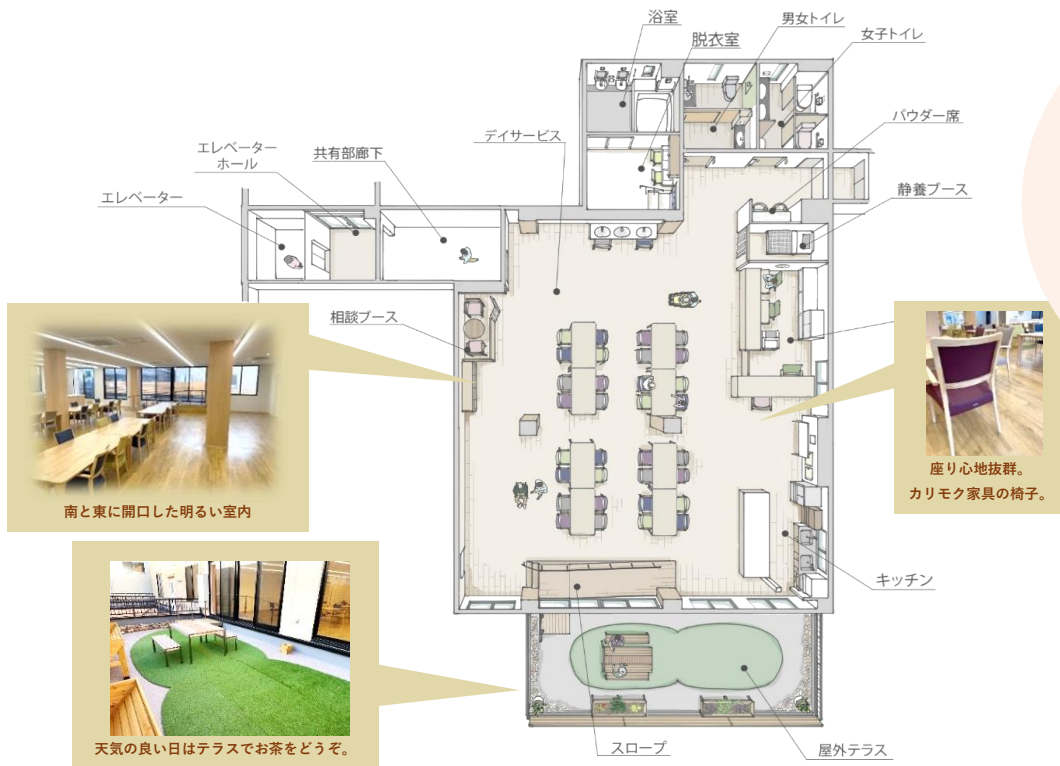 浴室
男女トイレ
脱衣室
女子トイレ
パウダー席
デイサービス
エレベーター
ホール
共有部廊下
静養ブース
エレベーター
相談ブース
南と東に開口した明るい室内
座り心地抜群。
カリモク家具の椅子。
キッチン
天気の良い日はテラスでお茶をどうぞ。
スロープ
屋外テラス